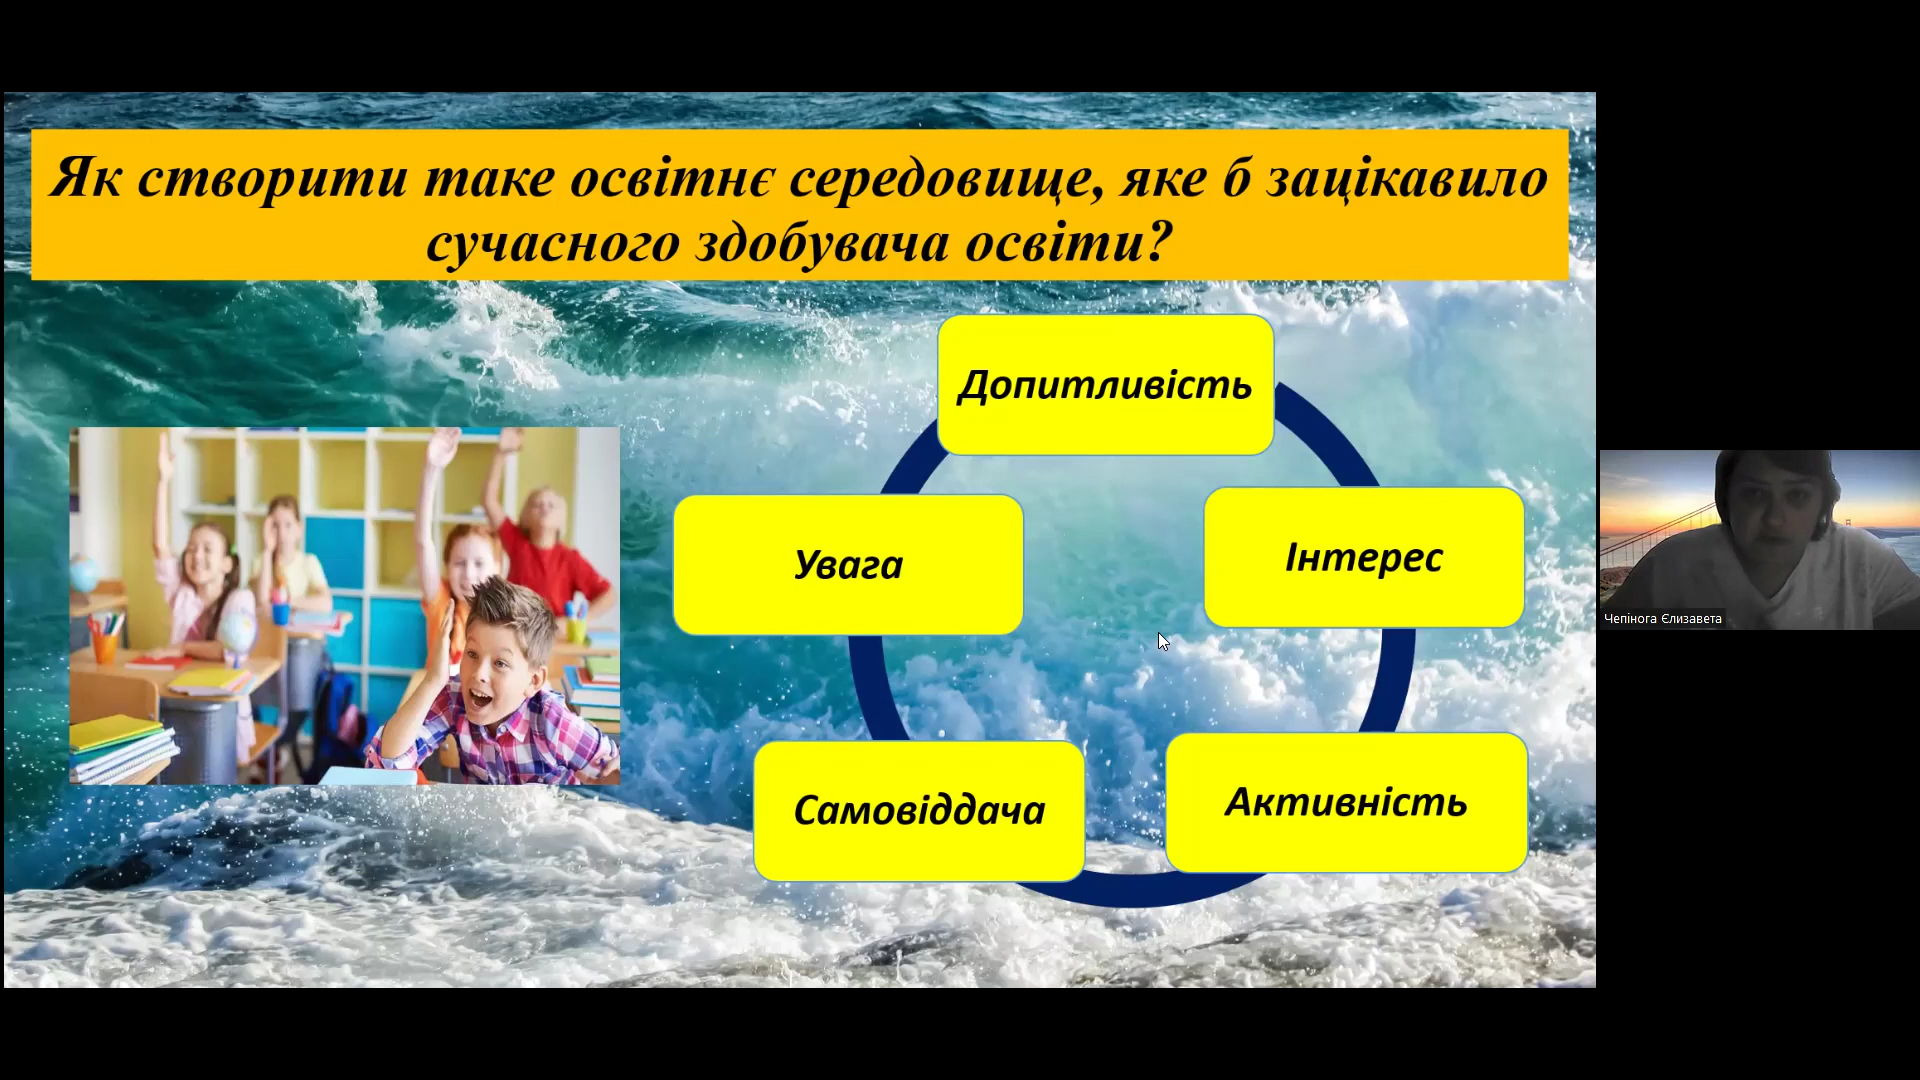 Як створити таке освітнє середовище, яке б зацікавило
сучасного здобувача освіти?
Допитливість
Увага
Інтерес
Самовіддача
Активність
Чепінога Єлизавета